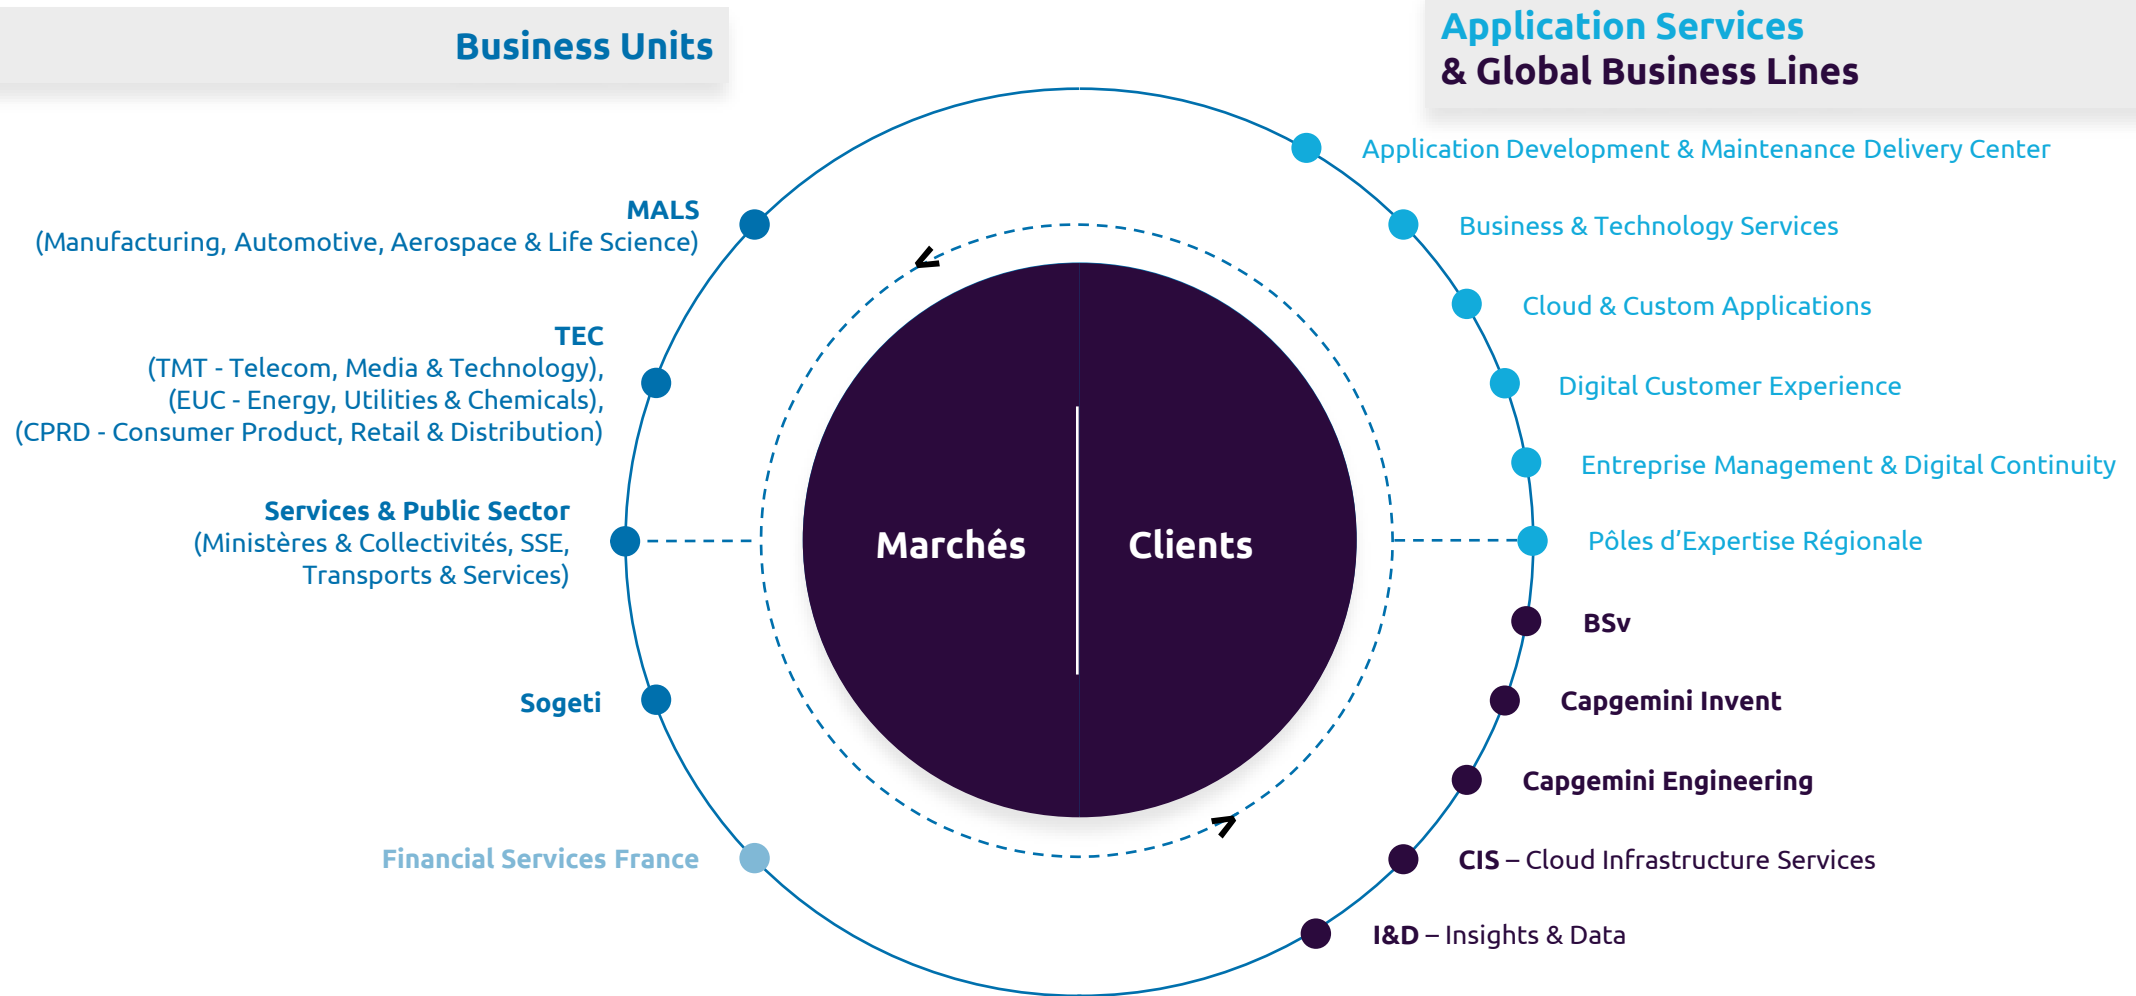 Business Units
Application Services
& Global Business Lines
MALS
(Manufacturing, Automotive, Aerospace & Life Science)
TEC
(TMT - Telecom, Media & Technology),
(EUC - Energy, Utilities & Chemicals),
(CPRD - Consumer Product, Retail & Distribution)
Services & Public Sector
(Ministères & Collectivités, SSE,
Transports & Services)
Sogeti
Financial Services France
Marchés
Clients
Application Development & Maintenance Delivery Center
Business & Technology Services
Cloud & Custom Applications
Digital Customer Experience
Entreprise Management & Digital Continuity
Pôles d’Expertise Régionale
BSv
Capgemini Invent
Capgemini Engineering
CIS – Cloud Infrastructure Services
I&D – Insights & Data